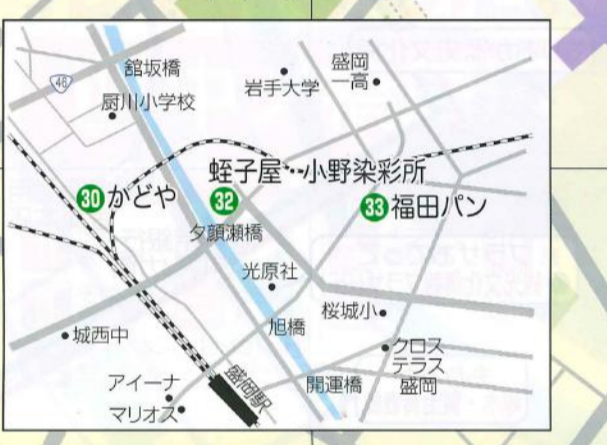 舘坂橋
46
厨川小学校
岩手大学
盛岡
一高
30 かどや
蛭子屋・小野染彩所
32
33 福田パン
夕顔瀬橋
光原社
桜城小
旭橋
城西中
クロス
テラス
盛岡
アイーナ
マリオス
盛岡駅
開運橋